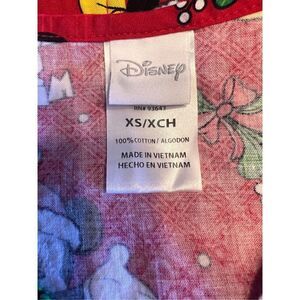 Disney
RN# 93647
XS/XCH
100% COTTON / ALGODON
MADE IN VIETNAM
HECHO EN VIETNAM